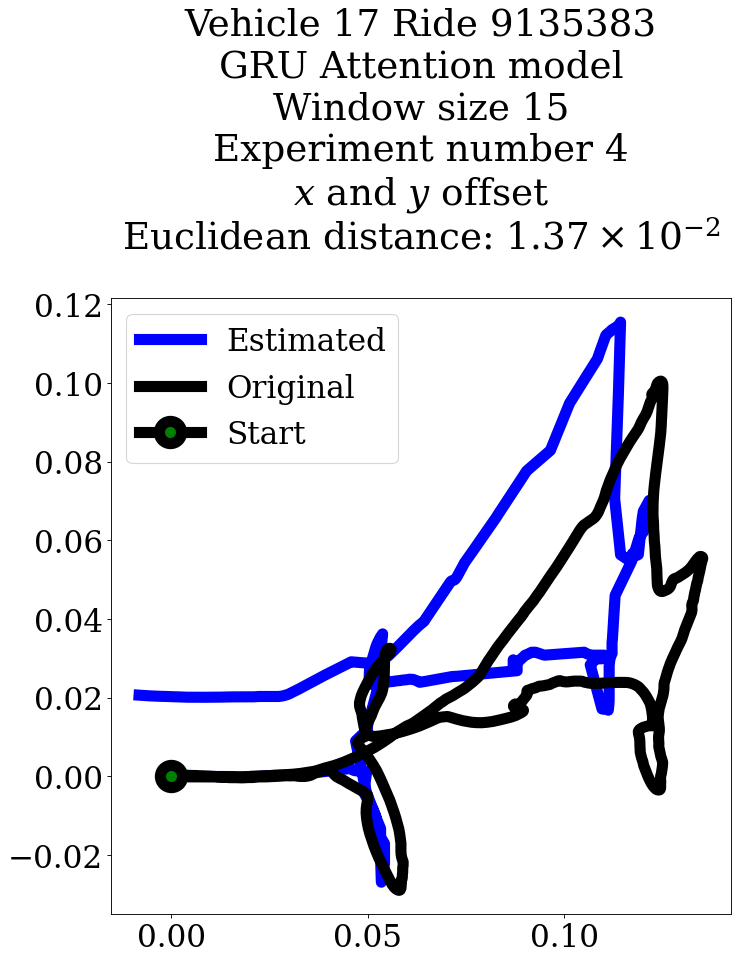 Vehicle 17 Ride 9135383
GRU Attention model
Window size 15
Experiment number 4
x and y offset
Euclidean distance: 1.37 × 10⁻²
0.12
0.10
0.08
0.06
0.04
0.02
0.00
−0.02
Estimated
Original
Start
0.00 0.05 0.10